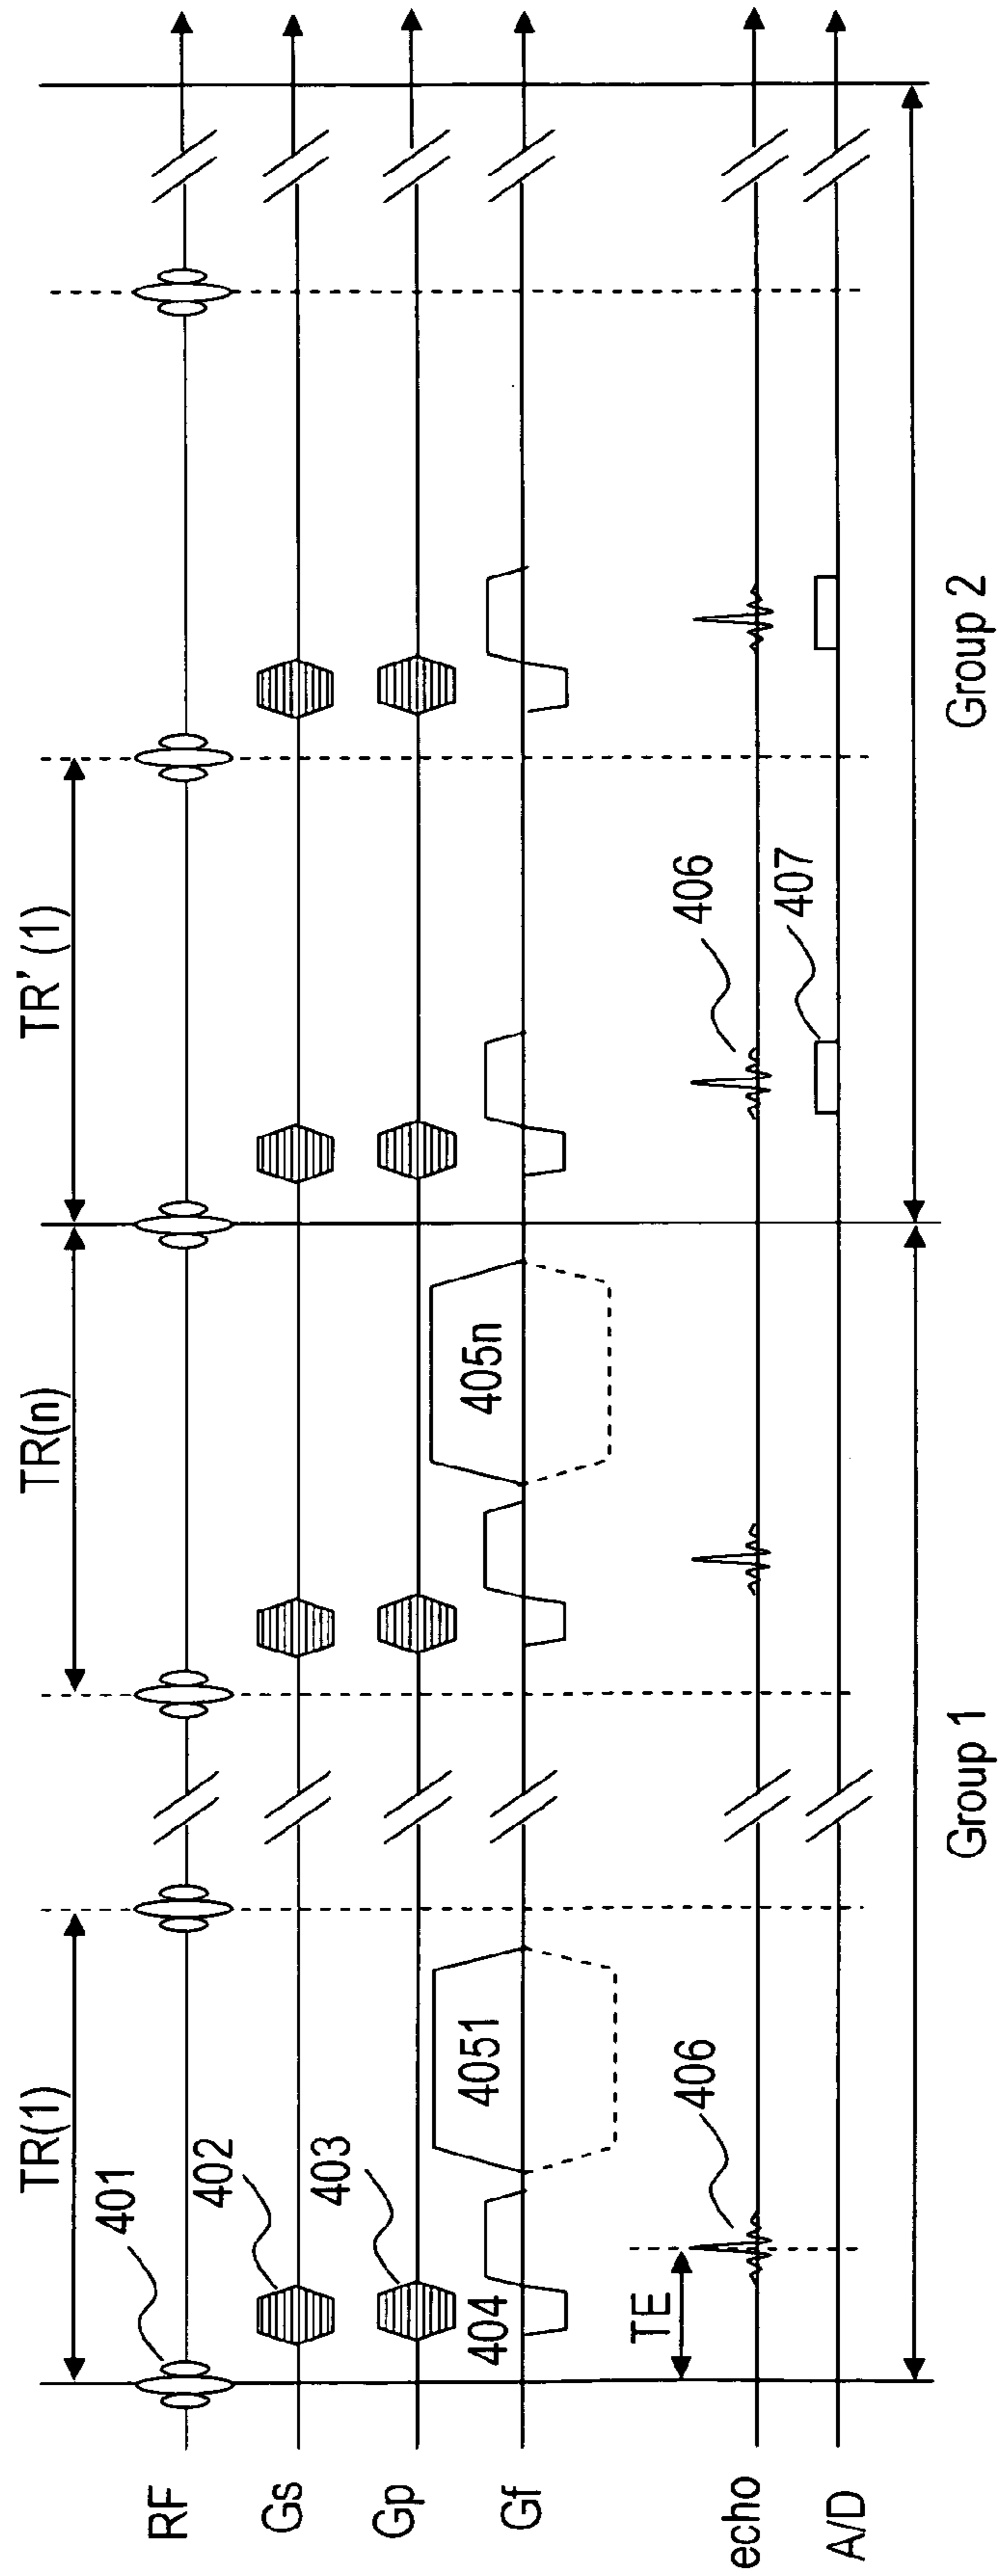 TR(1)
TR(n)
TR' (1)
401
402
403
404
4051
405n
TE
406
406
407
RF
Gs
Gp
Gf
echo
A/D
Group 1
Group 2